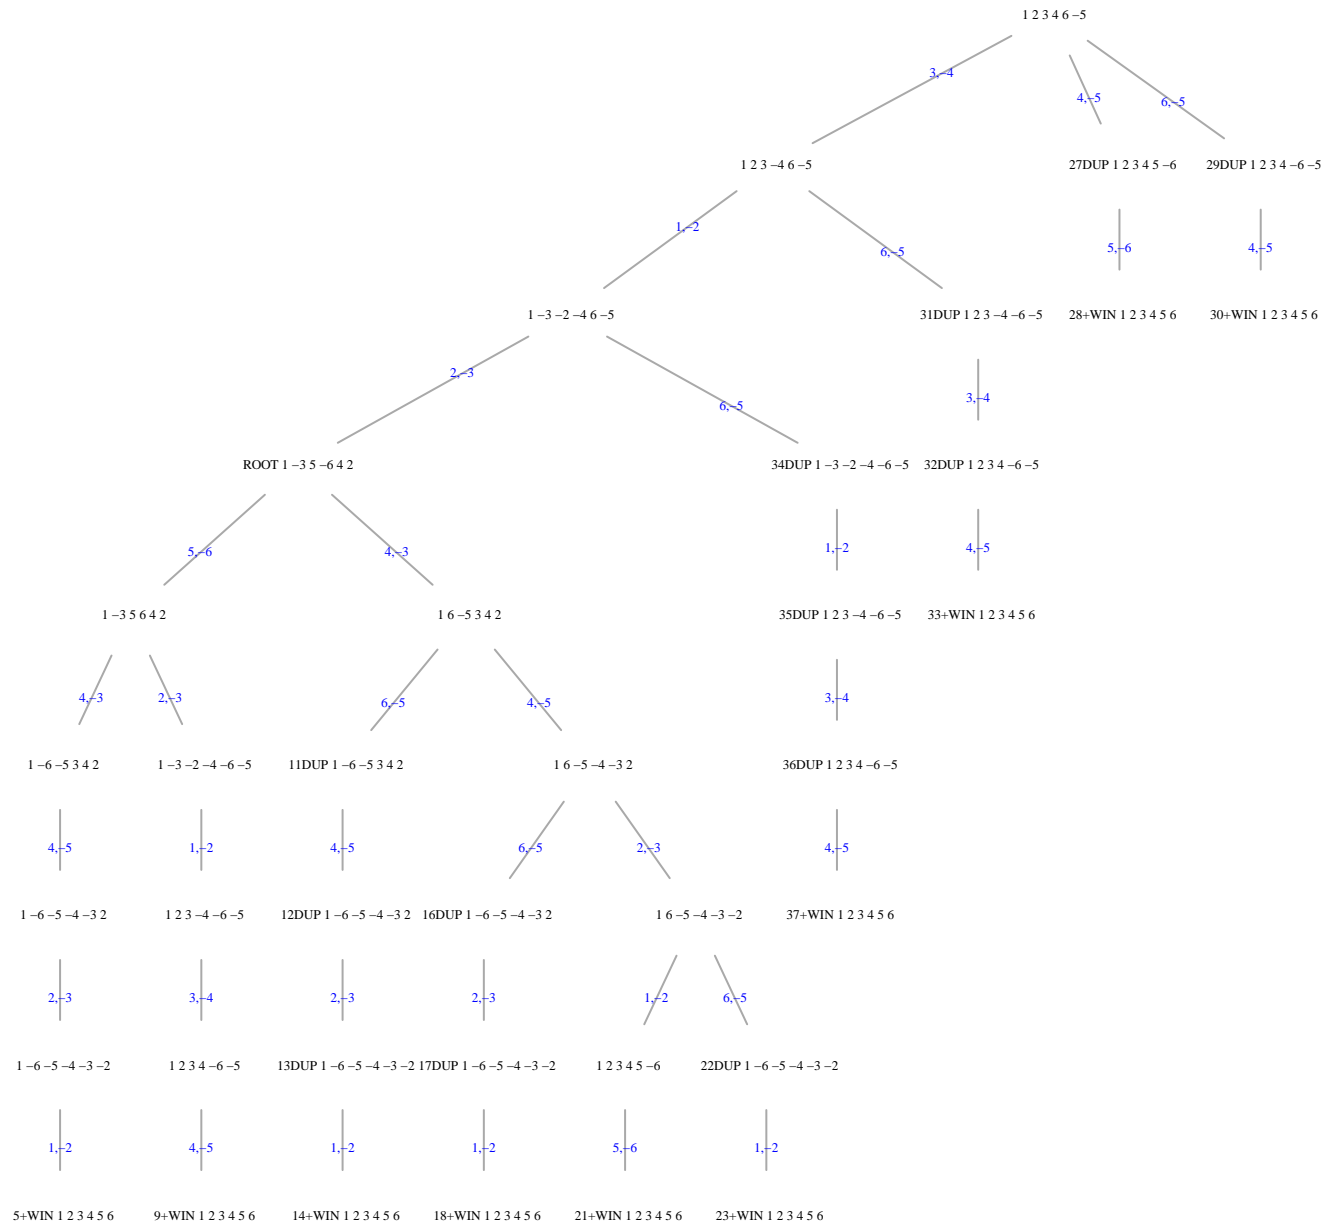 1 2 3 4 6 −5
3,−4
4,−5
6,−5
1 2 3 −4 6 −5
27DUP 1 2 3 4 5 −6
29DUP 1 2 3 4 −6 −5
1,−2
6,−5
5,−6
4,−5
1 −3 −2 −4 6 −5
31DUP 1 2 3 −4 −6 −5
28+WIN 1 2 3 4 5 6
30+WIN 1 2 3 4 5 6
2,−3
6,−5
3,−4
ROOT 1 −3 5 −6 4 2
34DUP 1 −3 −2 −4 −6 −5
32DUP 1 2 3 4 −6 −5
5,−6
4,−3
1,−2
4,−5
1 −3 5 6 4 2
1 6 −5 3 4 2
35DUP 1 2 3 −4 −6 −5
33+WIN 1 2 3 4 5 6
4,−3
2,−3
6,−5
4,−5
3,−4
1 −6 −5 3 4 2
1 −3 −2 −4 −6 −5
11DUP 1 −6 −5 3 4 2
1 6 −5 −4 −3 2
36DUP 1 2 3 4 −6 −5
4,−5
1,−2
4,−5
6,−5
2,−3
4,−5
1 −6 −5 −4 −3 2
1 2 3 −4 −6 −5
12DUP 1 −6 −5 −4 −3 2
16DUP 1 −6 −5 −4 −3 2
1 6 −5 −4 −3 −2
37+WIN 1 2 3 4 5 6
2,−3
3,−4
2,−3
2,−3
1,−2
6,−5
1 −6 −5 −4 −3 −2
1 2 3 4 −6 −5
13DUP 1 −6 −5 −4 −3 −2
17DUP 1 −6 −5 −4 −3 −2
1 2 3 4 5 −6
22DUP 1 −6 −5 −4 −3 −2
1,−2
4,−5
1,−2
1,−2
5,−6
1,−2
5+WIN 1 2 3 4 5 6
9+WIN 1 2 3 4 5 6
14+WIN 1 2 3 4 5 6
18+WIN 1 2 3 4 5 6
21+WIN 1 2 3 4 5 6
23+WIN 1 2 3 4 5 6